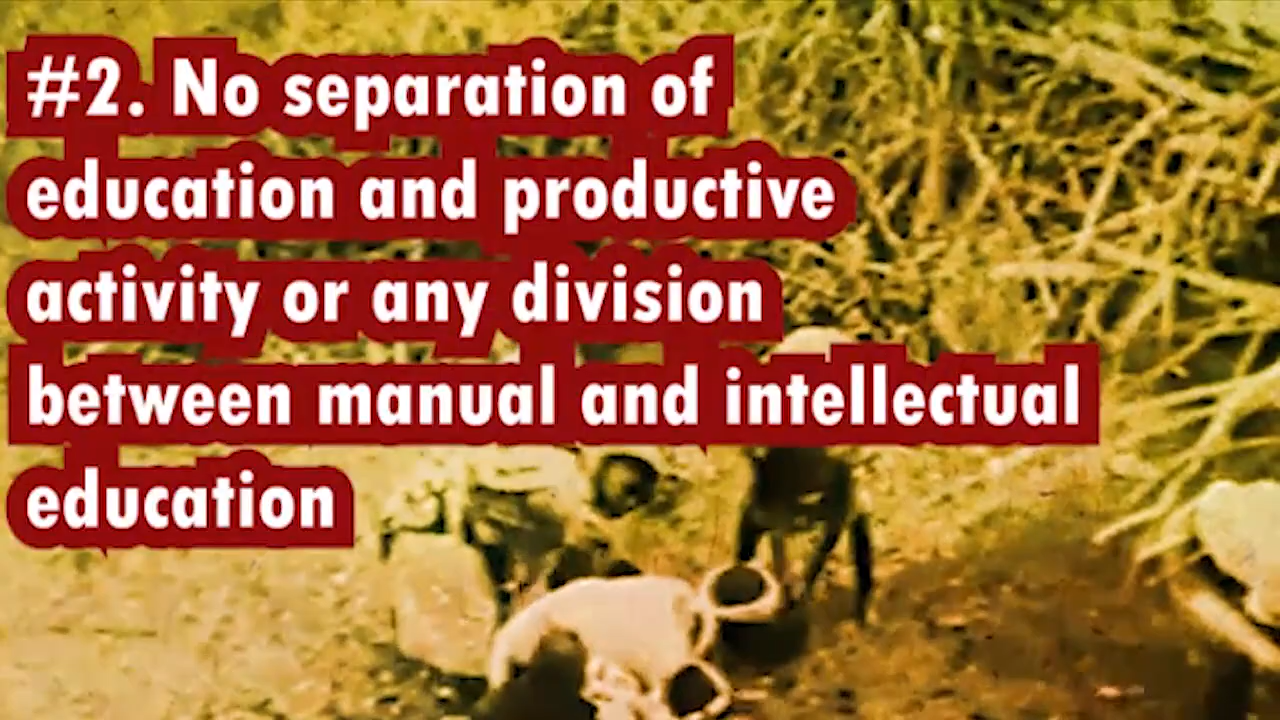 #2. No separation of
education and productive
activity or any division
between manual and intellectual
education